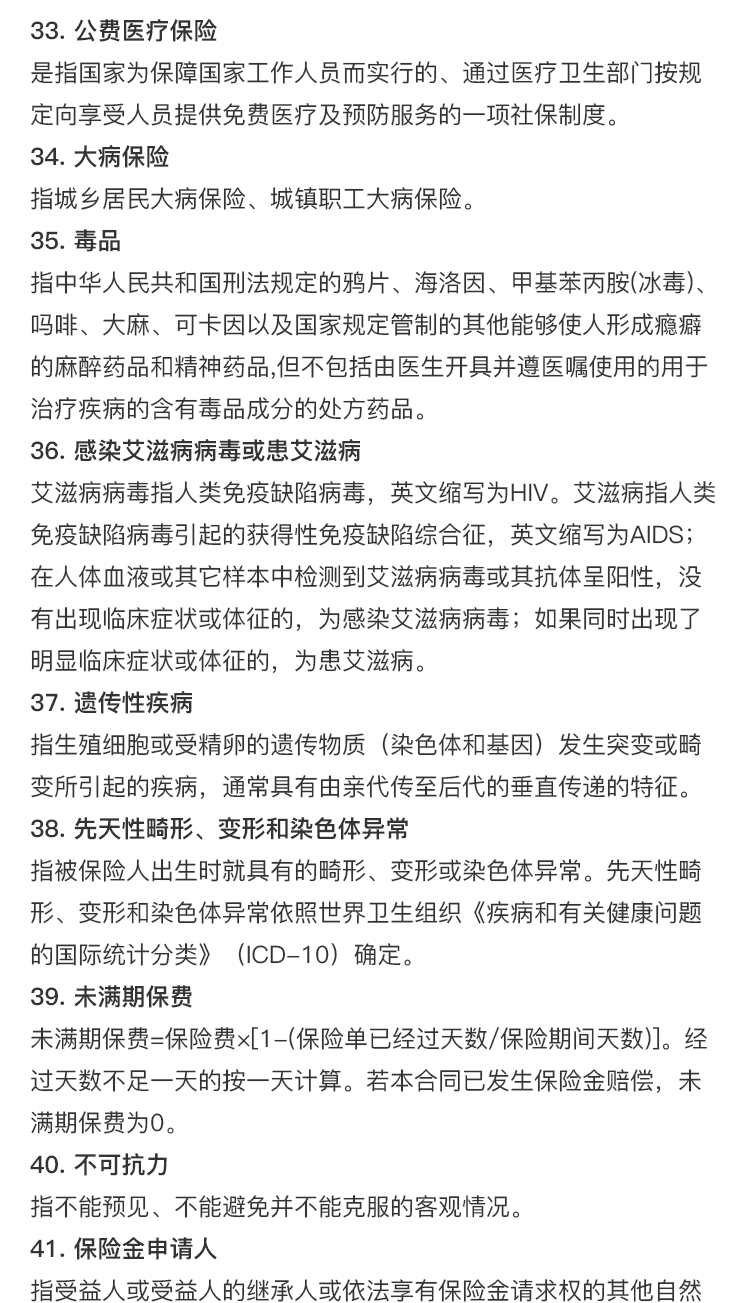 33. 公费医疗保险
是指国家为保障国家工作人员而实行的、通过医疗卫生部门按规
定向享受人员提供免费医疗及预防服务的一项社保制度。
34. 大病保险
指城乡居民大病保险、城镇职工大病保险。
35. 毒品
指中华人民共和国刑法规定的鸦片、海洛因、甲基苯丙胺(冰毒)、
吗啡、大麻、可卡因以及国家规定管制的其他能够使人形成瘾癖
的麻醉药品和精神药品,但不包括由医生开具并遵医嘱使用的用于
治疗疾病的含有毒品成分的处方药品。
36. 感染艾滋病病毒或患艾滋病
艾滋病病毒指人类免疫缺陷病毒，英文缩写为HIV。艾滋病指人类
免疫缺陷病毒引起的获得性免疫缺陷综合征，英文缩写为AIDS；
在人体血液或其它样本中检测到艾滋病病毒或其抗体呈阳性，没
有出现临床症状或体征的，为感染艾滋病病毒；如果同时出现了
明显临床症状或体征的，为患艾滋病。
37. 遗传性疾病
指生殖细胞或受精卵的遗传物质（染色体和基因）发生突变或畸
变所引起的疾病，通常具有由亲代传至后代的垂直传递的特征。
38. 先天性畸形、变形和染色体异常
指被保险人出生时就具有的畸形、变形或染色体异常。先天性畸
形、变形和染色体异常依照世界卫生组织《疾病和有关健康问题
的国际统计分类》（ICD-10）确定。
39. 未满期保费
未满期保费=保险费×[1-(保险单已经过天数/保险期间天数)]。经
过天数不足一天的按一天计算。若本合同已发生保险金赔偿，未
满期保费为0。
40. 不可抗力
指不能预见、不能避免并不能克服的客观情况。
41. 保险金申请人
指受益人或受益人的继承人或依法享有保险金请求权的其他自然